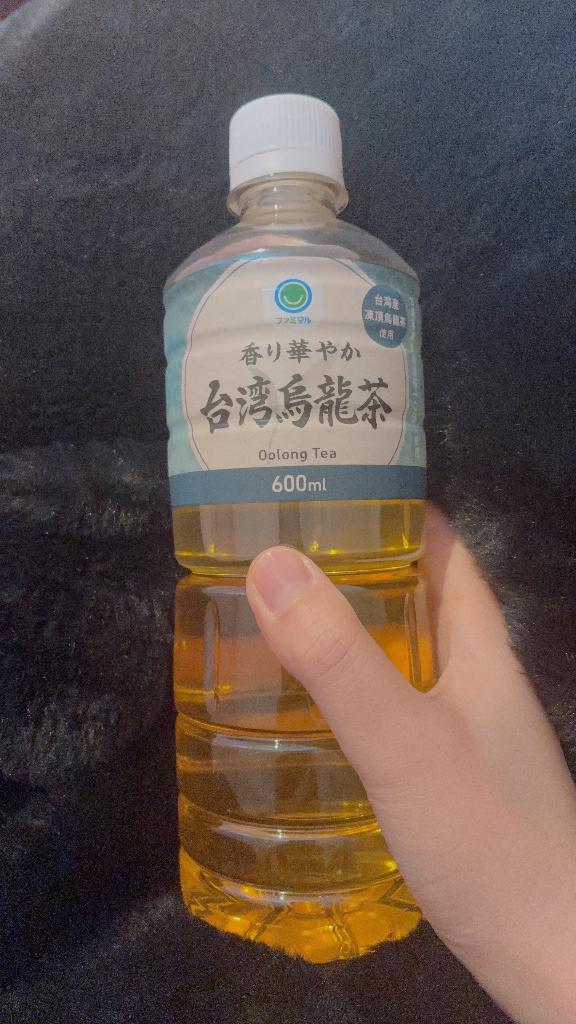 ファミマル
台湾産
凍頂烏龍茶
使用
香り華やか
台湾烏龍茶
Oolong Tea
600ml